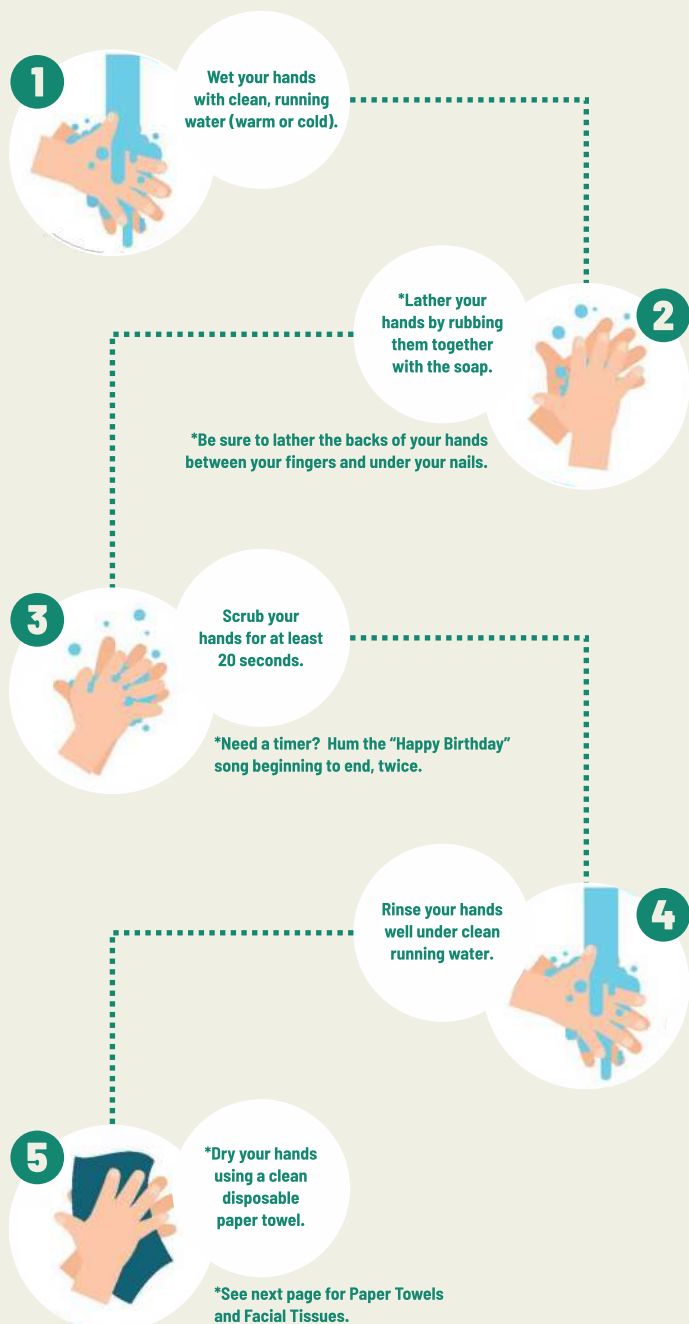 1
Wet your hands
with clean, running
water (warm or cold).
2
*Lather your
hands by rubbing
them together
with the soap.
*Be sure to lather the backs of your hands
between your fingers and under your nails.
3
Scrub your
hands for at least
20 seconds.
*Need a timer?  Hum the “Happy Birthday”
song beginning to end, twice.
4
Rinse your hands
well under clean
running water.
5
*Dry your hands
using a clean
disposable
paper towel.
*See next page for Paper Towels
and Facial Tissues.